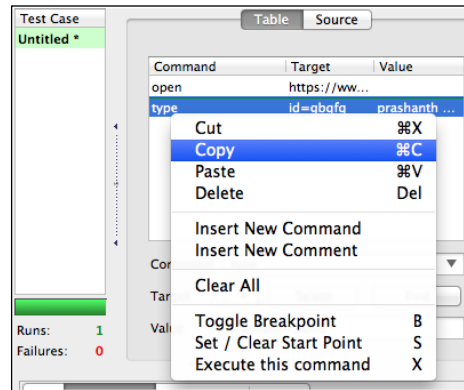 Test Case
Untitled *
Table Source
Command Target Value
open https://ww...
type id=gbqfq prashanth ...
Cut ⌘X
Copy ⌘C
Paste ⌘V
Delete Del
Insert New Command
Insert New Comment
Clear All
Toggle Breakpoint B
Set / Clear Start Point S
Execute this command X
Runs: 1
Failures: 0